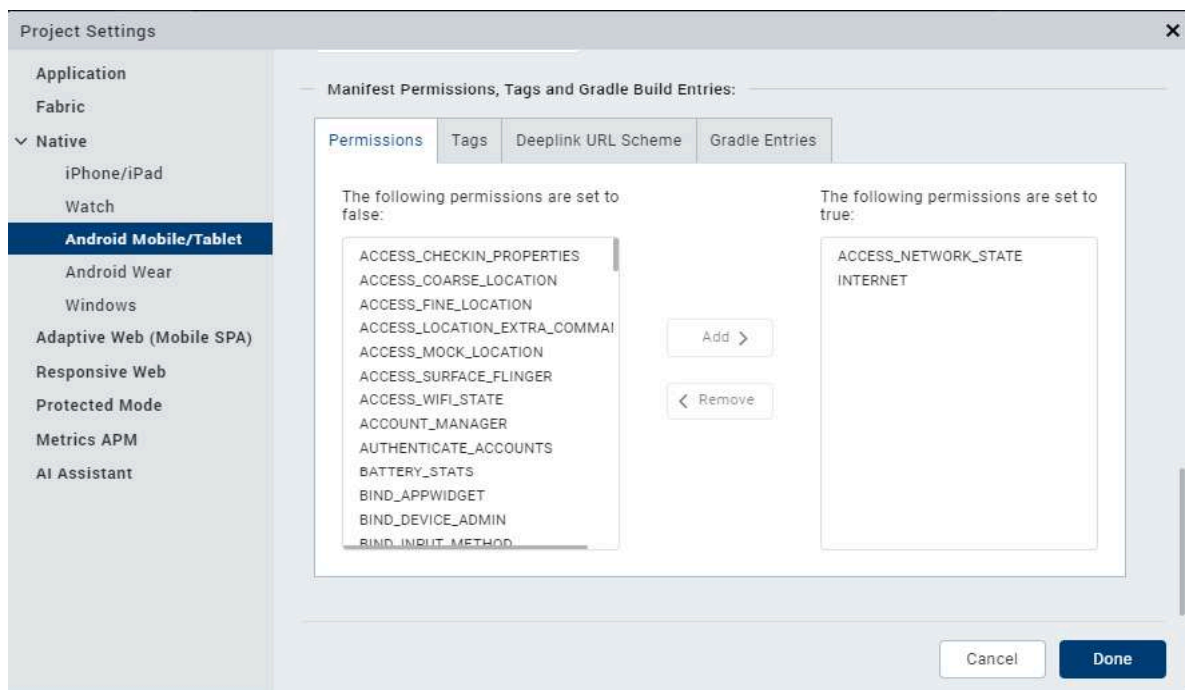 Project Settings
Application
Fabric
Native
iPhone/iPad
Watch
Android Mobile/Tablet
Android Wear
Windows
Adaptive Web (Mobile SPA)
Responsive Web
Protected Mode
Metrics APM
AI Assistant
Manifest Permissions, Tags and Gradle Build Entries:
Permissions Tags Deeplink URL Scheme Gradle Entries
The following permissions are set to
false:
ACCESS_CHECKIN_PROPERTIES
ACCESS_COARSE_LOCATION
ACCESS_FINE_LOCATION
ACCESS_LOCATION_EXTRA_COMMA
ACCESS_MOCK_LOCATION
ACCESS_SURFACE_FLINGER
ACCESS_WIFI_STATE
ACCOUNT_MANAGER
AUTHENTICATE_ACCOUNTS
BATTERY_STATS
BIND_APPWIDGET
BIND_DEVICE_ADMIN
BIND_INPUT_METHOD
Add
Remove
The following permissions are set to
true:
ACCESS_NETWORK_STATE
INTERNET
Cancel Done